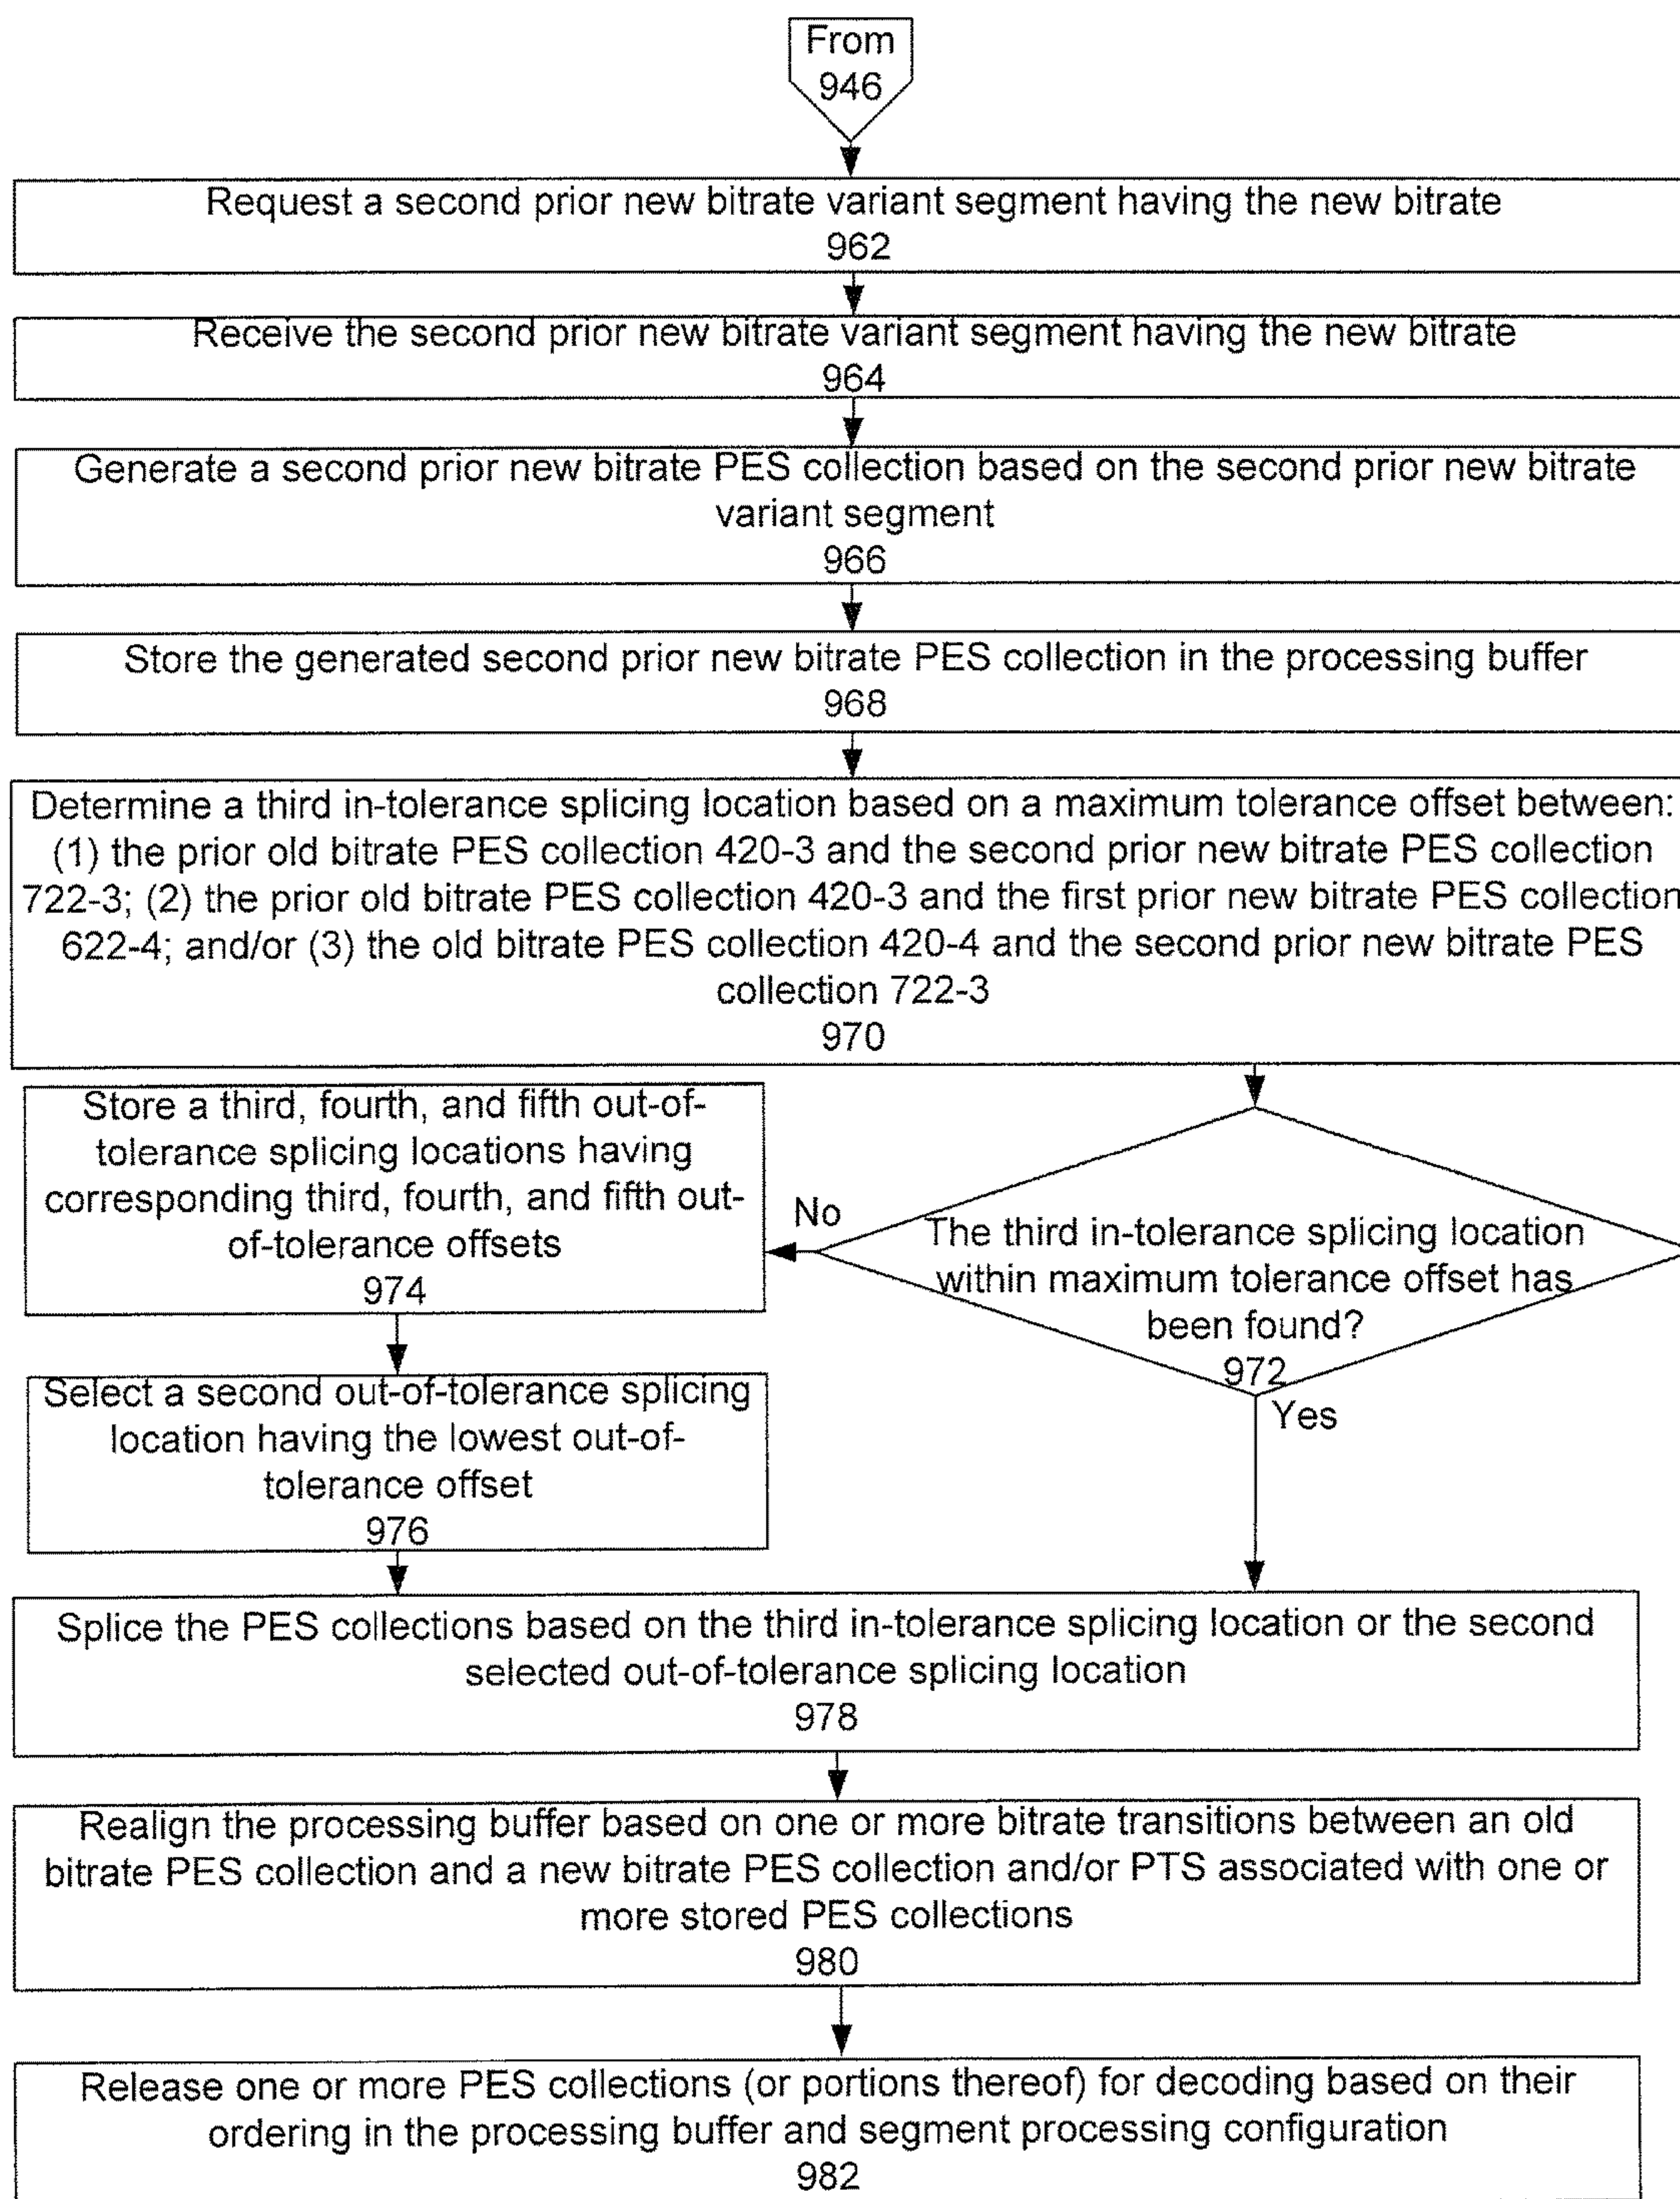 From
946
Request a second prior new bitrate variant segment having the new bitrate
962
Receive the second prior new bitrate variant segment having the new bitrate
964
Generate a second prior new bitrate PES collection based on the second prior new bitrate
variant segment
966
Store the generated second prior new bitrate PES collection in the processing buffer
968
Determine a third in-tolerance splicing location based on a maximum tolerance offset between:
(1) the prior old bitrate PES collection 420-3 and the second prior new bitrate PES collection
722-3; (2) the prior old bitrate PES collection 420-3 and the first prior new bitrate PES collection
622-4; and/or (3) the old bitrate PES collection 420-4 and the second prior new bitrate PES
collection 722-3
970
Store a third, fourth, and fifth out-of-
tolerance splicing locations having
corresponding third, fourth, and fifth out-
of-tolerance offsets
974
No
The third in-tolerance splicing location
within maximum tolerance offset has
been found?
972
Yes
Select a second out-of-tolerance splicing
location having the lowest out-of-
tolerance offset
976
Splice the PES collections based on the third in-tolerance splicing location or the second
selected out-of-tolerance splicing location
978
Realign the processing buffer based on one or more bitrate transitions between an old
bitrate PES collection and a new bitrate PES collection and/or PTS associated with one or
more stored PES collections
980
Release one or more PES collections (or portions thereof) for decoding based on their
ordering in the processing buffer and segment processing configuration
982